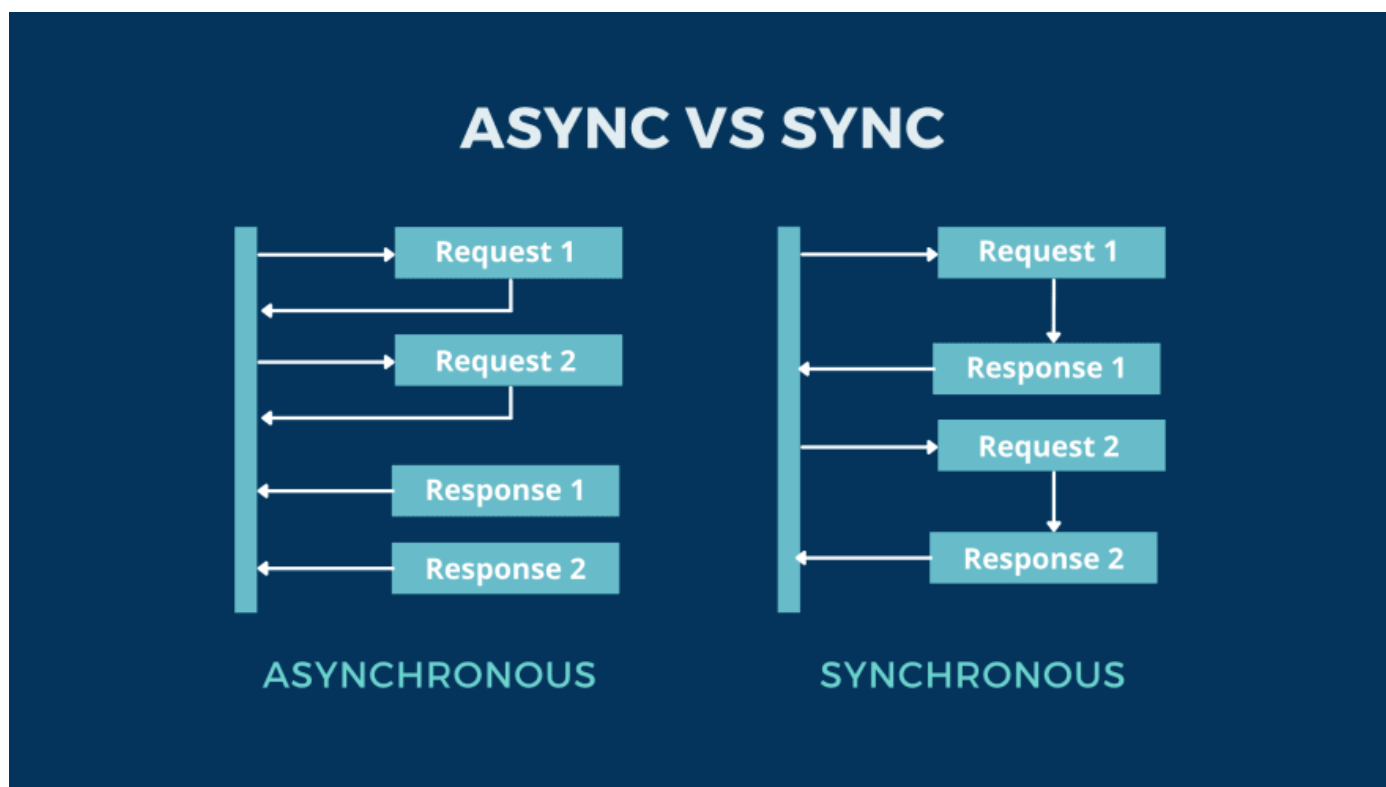 ASYNC VS SYNC
Request 1
Request 2
Response 1
Response 2
ASYNCHRONOUS
Request 1
Response 1
Request 2
Response 2
SYNCHRONOUS